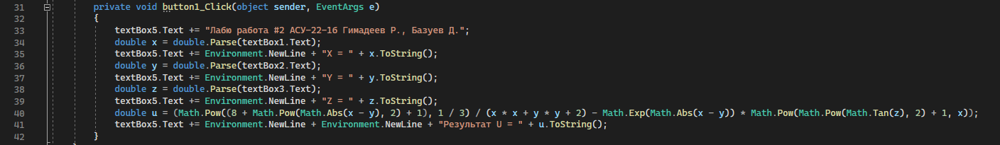 31 private void button1_Click(object sender, EventArgs e)
32 {
33 textBox5.Text += "Лабю работа #2 АСУ-22-1б Гимадеев Р., Базуев Д.";
34 double x = double.Parse(textBox1.Text);
35 textBox5.Text += Environment.NewLine + "X = " + x.ToString();
36 double y = double.Parse(textBox2.Text);
37 textBox5.Text += Environment.NewLine + "Y = " + y.ToString();
38 double z = double.Parse(textBox3.Text);
39 textBox5.Text += Environment.NewLine + "Z = " + z.ToString();
40 double u = (Math.Pow((8 + Math.Pow(Math.Abs(x - y), 2) + 1), 1 / 3) / (x * x + y * y + 2) - Math.Exp(Math.Abs(x - y)) * Math.Pow(Math.Pow(Math.Tan(z), 2) + 1, x));
41 textBox5.Text += Environment.NewLine + Environment.NewLine + "Результат U = " + u.ToString();
42 }